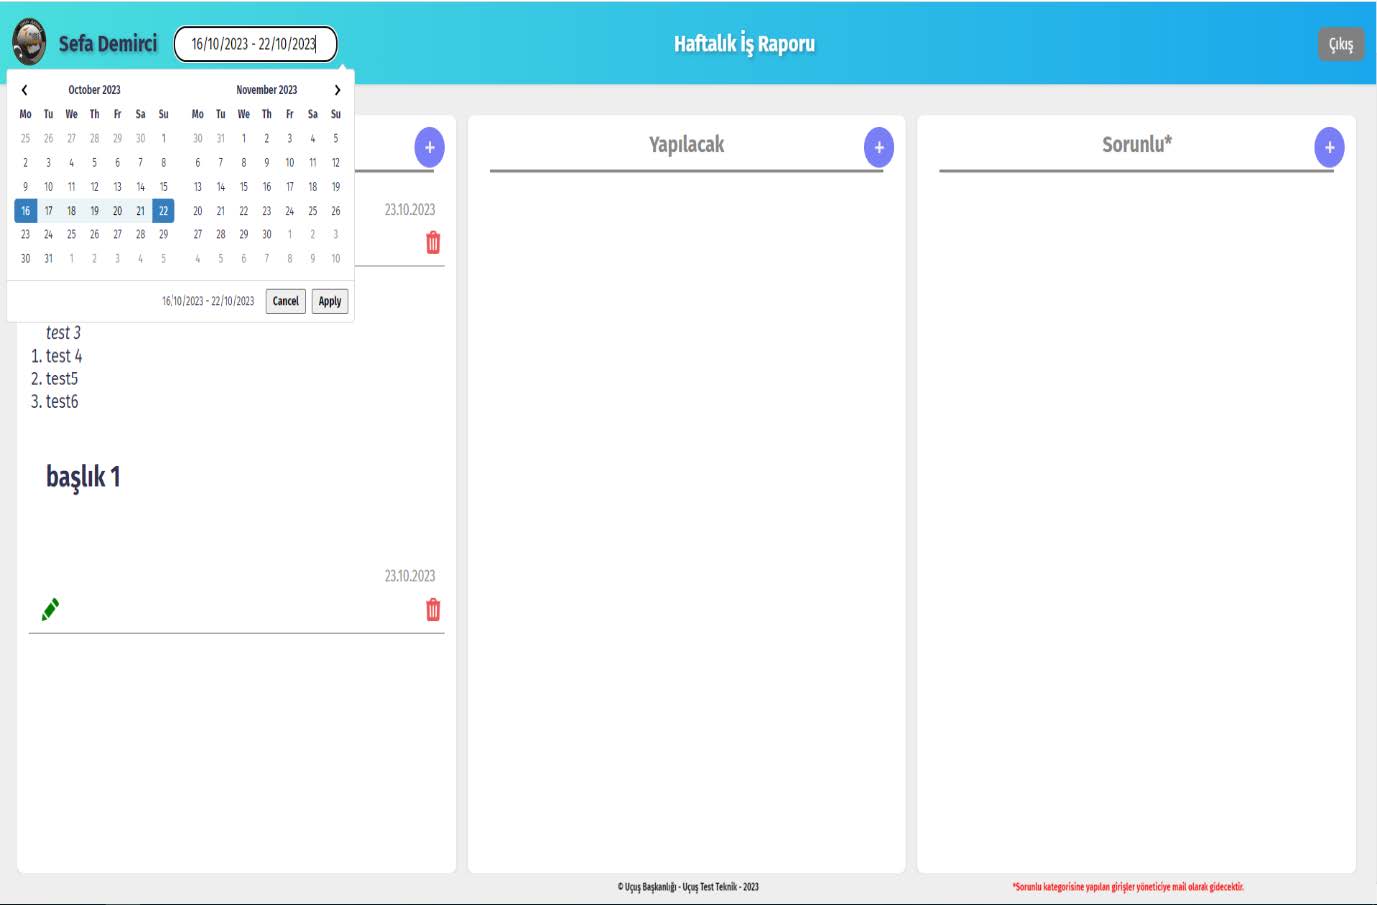 Sefa Demirci
16/10/2023 - 22/10/2023
Haftalık İş Raporu
Çıkış
October 2023
November 2023
Mo Tu We Th Fr Sa Su
Mo Tu We Th Fr Sa Su
25 26 27 28 29 30 1
30 31 1 2 3 4 5
2 3 4 5 6 7 8
6 7 8 9 10 11 12
9 10 11 12 13 14 15
13 14 15 16 17 18 19
16 17 18 19 20 21 22
20 21 22 23 24 25 26
23 24 25 26 27 28 29
27 28 29 30 1 2 3
30 31 1 2 3 4 5
4 5 6 7 8 9 10
16/10/2023 - 22/10/2023
Cancel
Apply
+
23.10.2023
test 3
1. test 4
2. test5
3. test6
başlık 1
23.10.2023
Yapılacak
+
Sorunlu*
+
© Uçuş Başkanlığı - Uçuş Test Teknik - 2023
*Sorunlu kategorisine yapılan girişler yöneticiye mail olarak gidecektir.